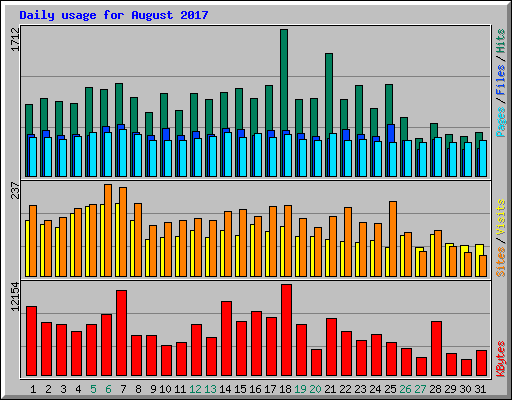 Daily usage for August 2017
1712
Pages / Files / Hits
237
Sites / Visits
12154
KBytes
1 2 3 4 5 6 7 8 9 10 11 12 13 14 15 16 17 18 19 20 21 22 23 24 25 26 27 28 29 30 31